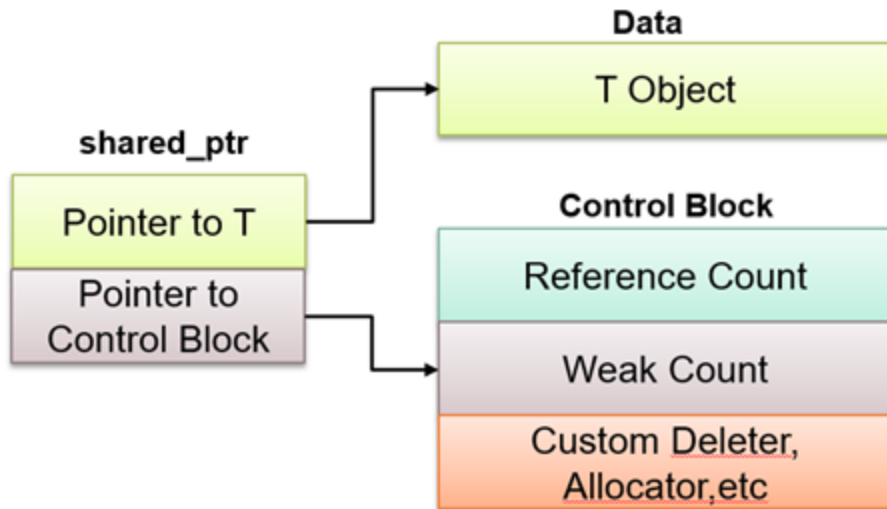 Data
T Object
shared_ptr
Pointer to T
Pointer to
Control Block
Control Block
Reference Count
Weak Count
Custom Deleter,
Allocator,etc